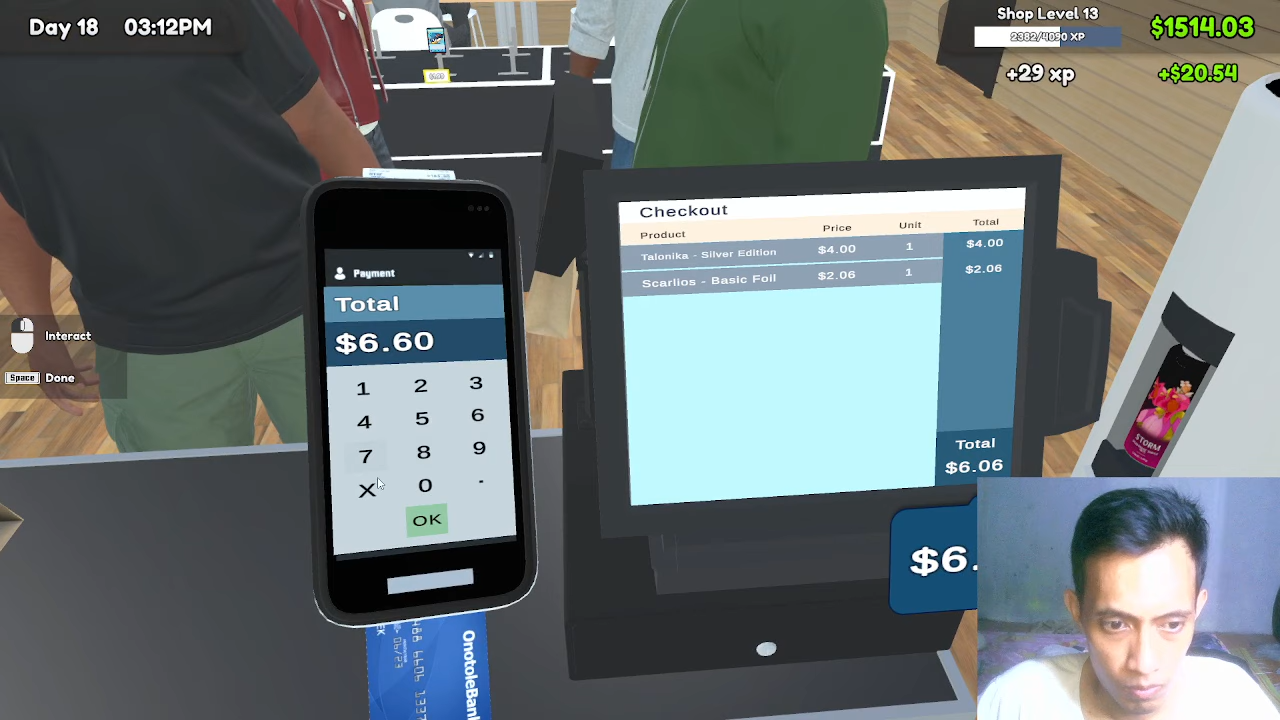 Day 18 03:12PM
Shop Level 13
2382/4090 XP
$1514.03
+29 xp
+$20.54
Interact
Space Done
Payment
Total
$6.60
1 2 3
4 5 6
7 8 9
X 0 .
OK
Checkout
Product Price Unit Total
Talonika - Silver Edition $4.00 1 $4.00
Scarlios - Basic Foil $2.06 1 $2.06
Total
$6.06
$6.
STORM
OnotoleBank